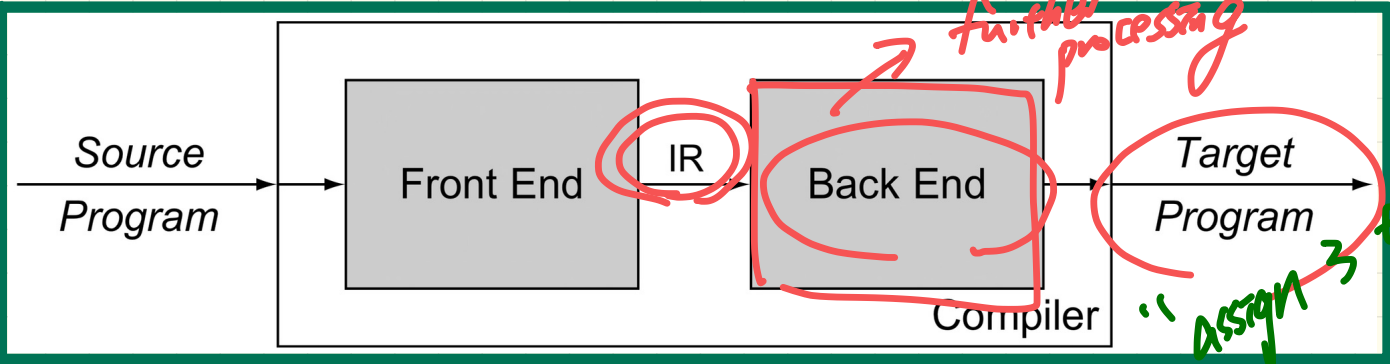 further
processing
Source
Program
Front End
IR
Back End
Target
Program
Compiler
"assign 3